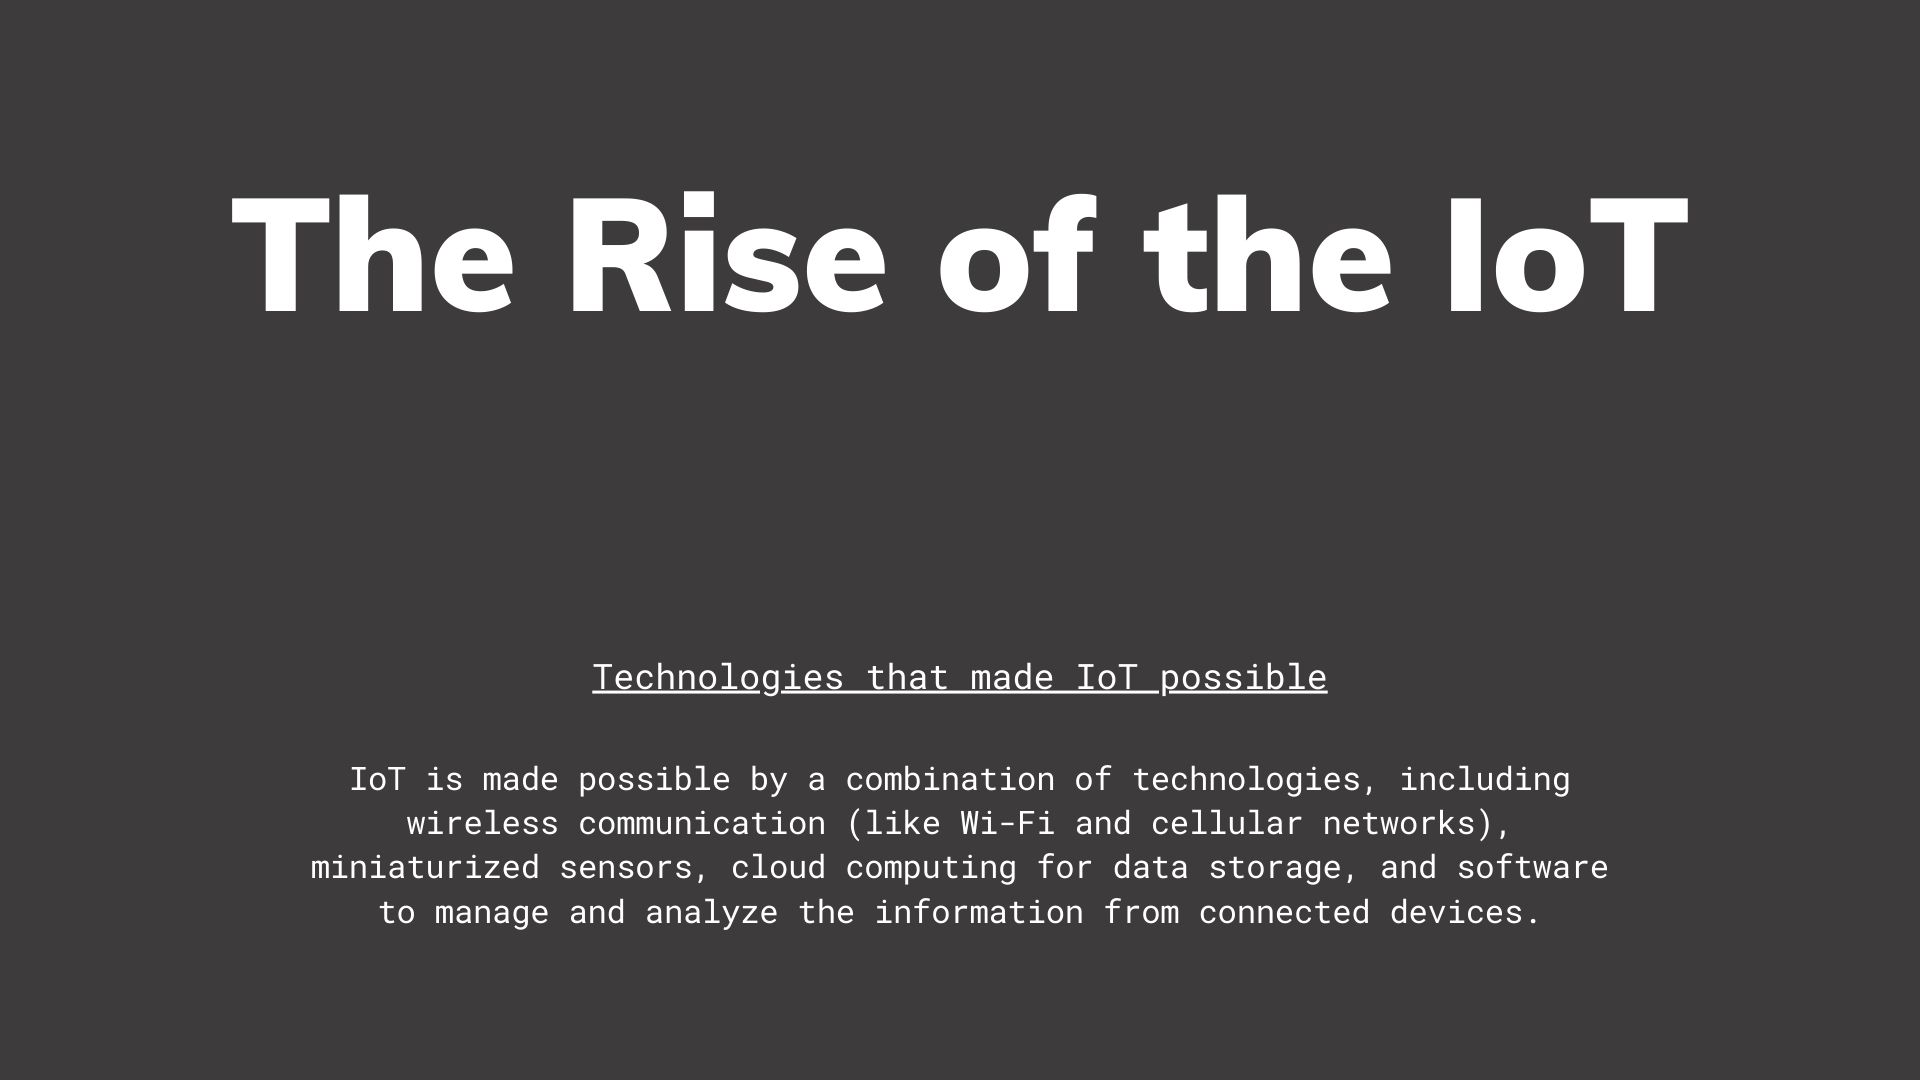 The Rise of the IoT
Technologies that made IoT possible
IoT is made possible by a combination of technologies, including
wireless communication (like Wi-Fi and cellular networks),
miniaturized sensors, cloud computing for data storage, and software
to manage and analyze the information from connected devices.